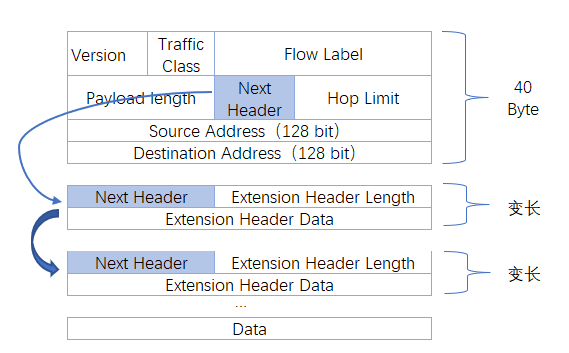 Version
Traffic
Class
Flow Label
40
Byte
Payload length
Next
Header
Hop Limit
Source Address（128 bit）
Destination Address（128 bit）
Next Header
Extension Header Length
变长
Extension Header Data
Next Header
Extension Header Length
变长
Extension Header Data
...
Data